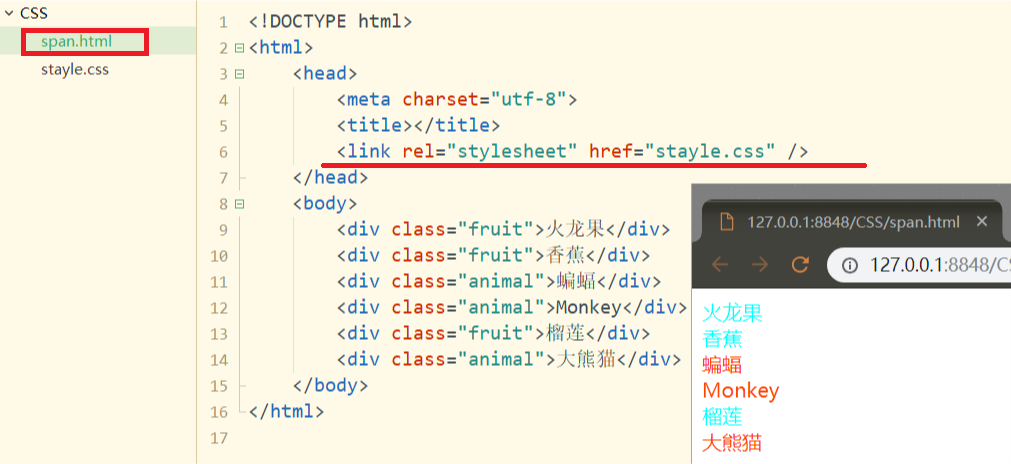 CSS
span.html
stayle.css
1 <!DOCTYPE html>
2 <html>
3 <head>
4 <meta charset="utf-8">
5 <title></title>
6 <link rel="stylesheet" href="stayle.css" />
7 </head>
8 <body>
9 <div class="fruit">火龙果</div>
10 <div class="fruit">香蕉</div>
11 <div class="animal">蝙蝠</div>
12 <div class="animal">Monkey</div>
13 <div class="fruit">榴莲</div>
14 <div class="animal">大熊猫</div>
15 </body>
16 </html>
17
127.0.0.1:8848/CSS/span.html
127.0.0.1:8848/CS
火龙果
香蕉
蝙蝠
Monkey
榴莲
大熊猫